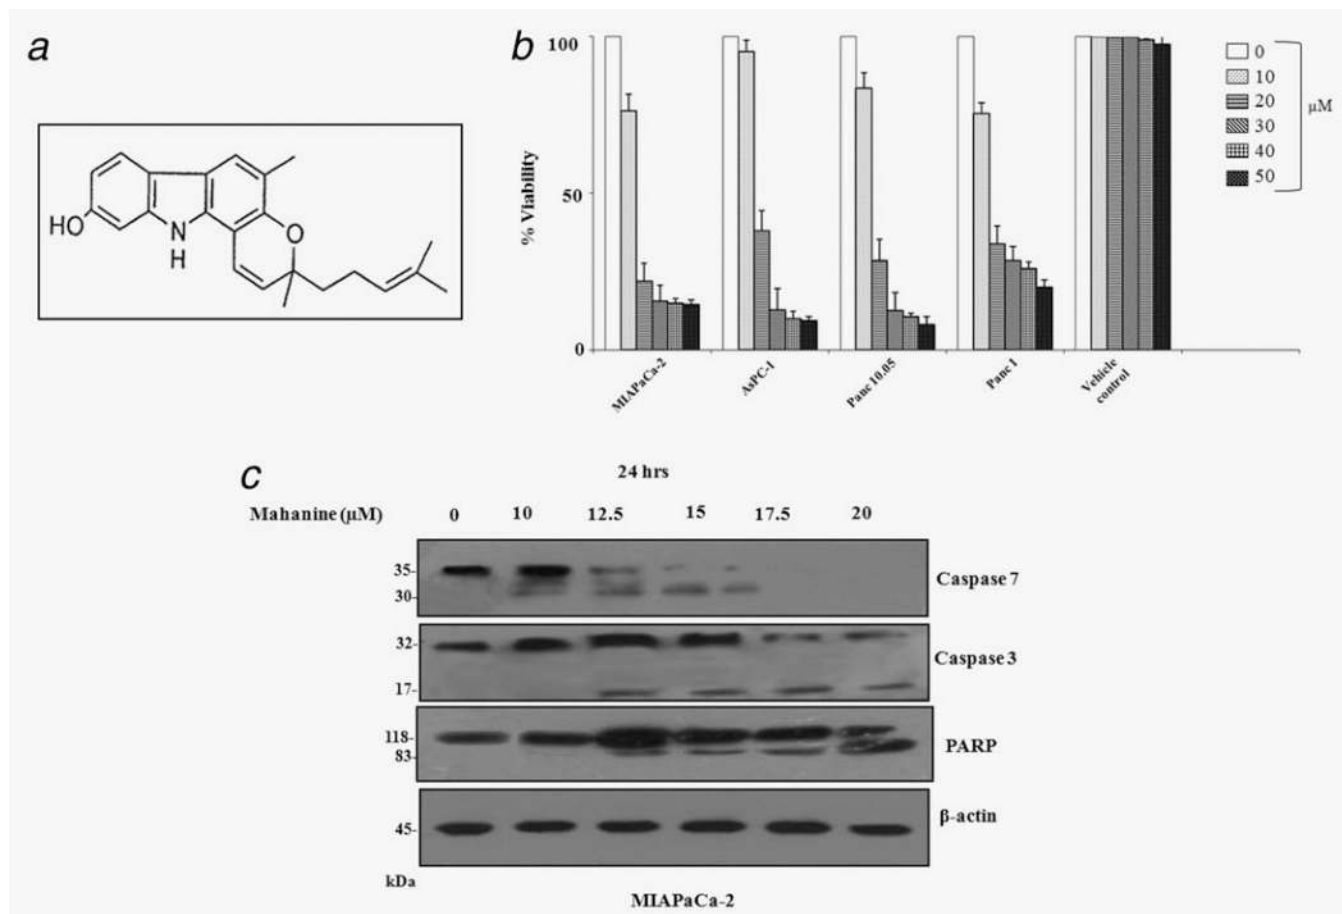 a
HO
N
H
O
b
100
50
0
% Viability
MIAPaCa-2
AsPC-1
Panc 10.05
Panc 1
Vehicle
control
0
10
20
30
40
50
μM
c
24 hrs
Mahanine (μM) 0 10 12.5 15 17.5 20
35-
30-
Caspase 7
32-
17-
Caspase 3
118-
83-
PARP
45-
β-actin
kDa
MIAPaCa-2